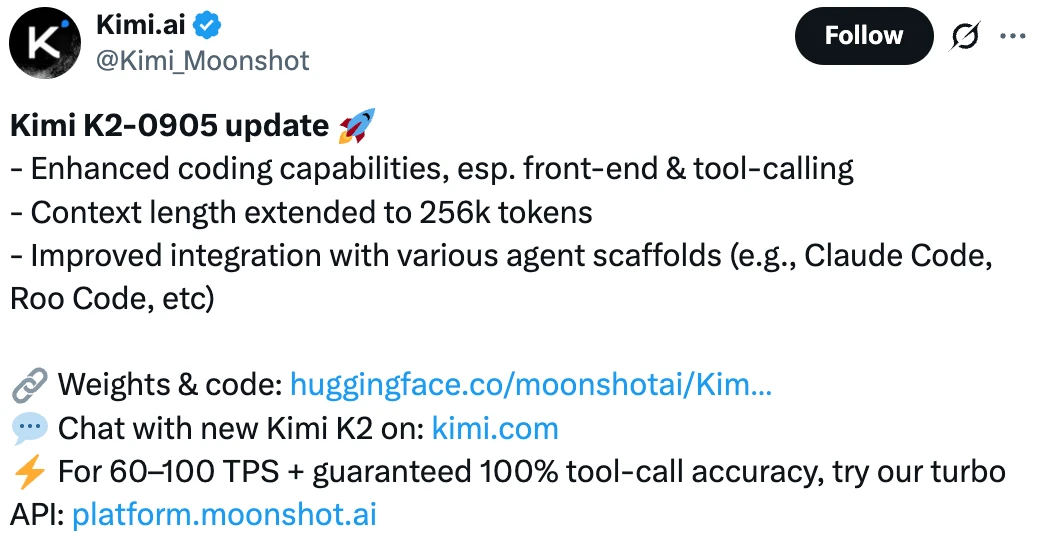 Kimi.ai
@Kimi_Moonshot
Follow
Kimi K2-0905 update 🚀
- Enhanced coding capabilities, esp. front-end & tool-calling
- Context length extended to 256k tokens
- Improved integration with various agent scaffolds (e.g., Claude Code,
Roo Code, etc)
🔗 Weights & code: huggingface.co/moonshotai/Kim…
💬 Chat with new Kimi K2 on: kimi.com
⚡ For 60–100 TPS + guaranteed 100% tool-call accuracy, try our turbo
API: platform.moonshot.ai